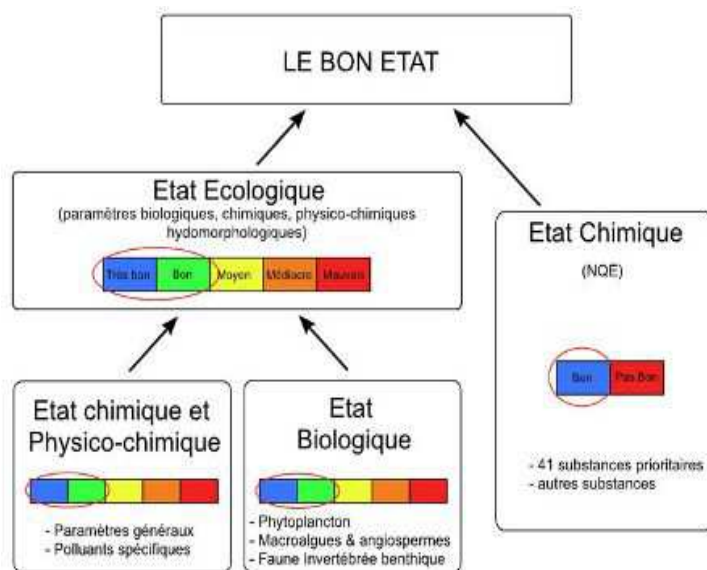 LE BON ETAT
Etat Ecologique
(paramètres biologiques, chimiques, physico-chimiques
hydomorphologiques)
Très bon
Bon
Moyen
Médiocre
Mauvais
Etat Chimique
(NQE)
Bon
Pas Bon
- 41 substances prioritaires
- autres substances
Etat chimique et
Physico-chimique
- Paramètres généraux
- Polluants spécifiques
Etat
Biologique
- Phytoplancton
- Macroalgues & angiospermes
- Faune Invertébrée benthique